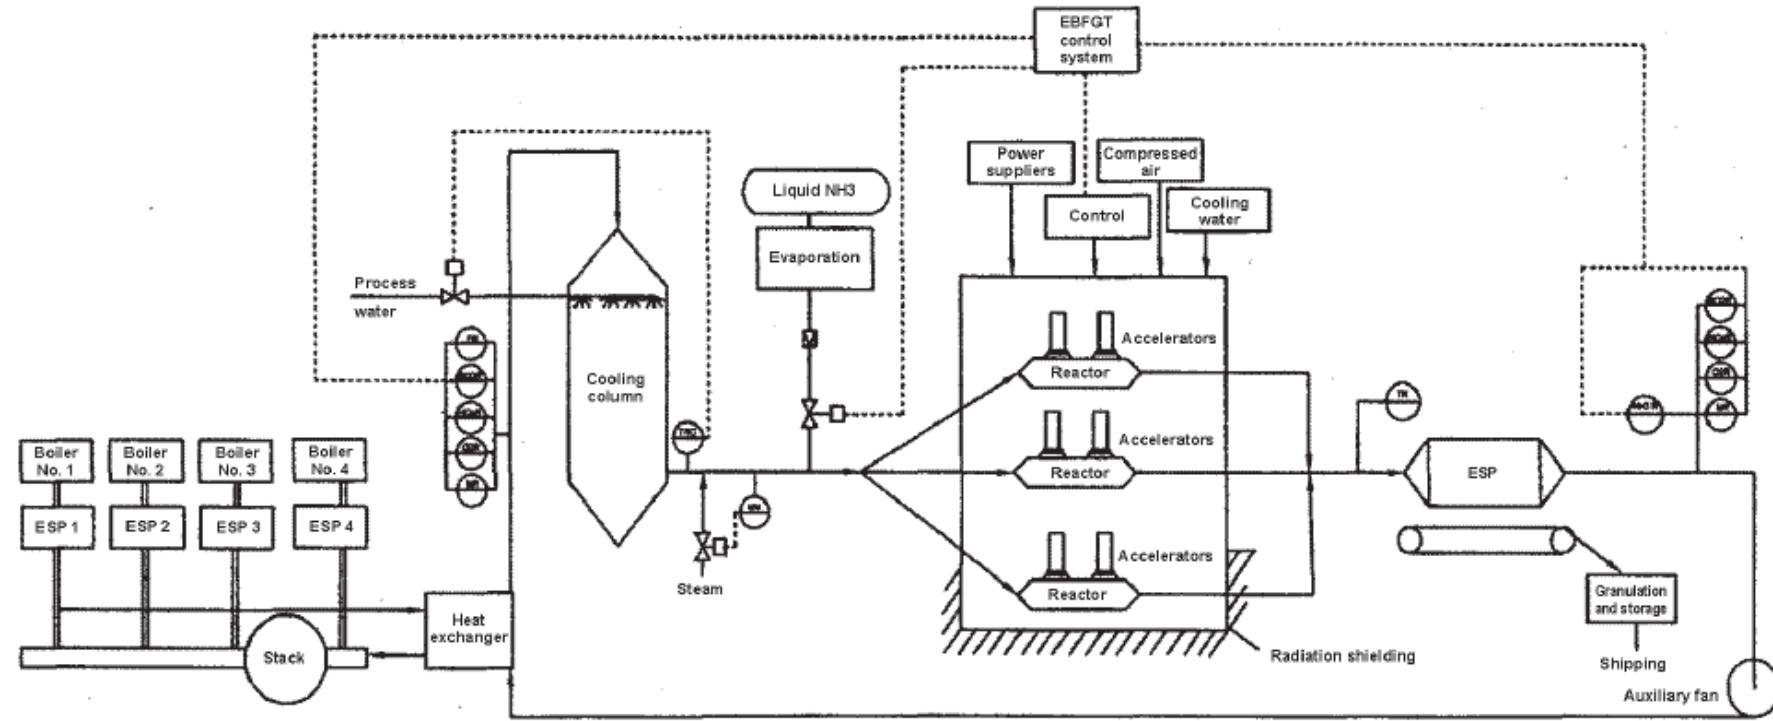 EBFGT
control
system
Power
suppliers
Compressed
air
Liquid NH3
Control
Cooling
water
Evaporation
Process
water
Accelerators
Reactor
Cooling
column
Accelerators
Reactor
ESP
Boiler
No. 1
Boiler
No. 2
Boiler
No. 3
Boiler
No. 4
ESP 1
ESP 2
ESP 3
ESP 4
Accelerators
Reactor
Steam
Granulation
and storage
Heat
exchanger
Stack
Radiation shielding
Shipping
Auxiliary fan